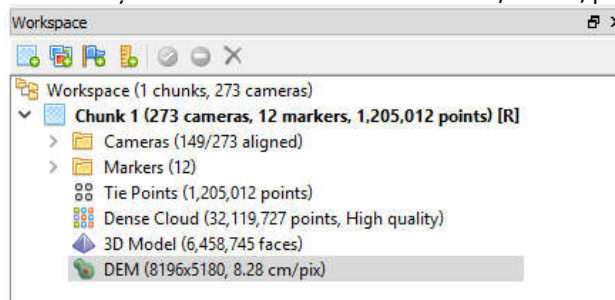 Workspace
Workspace (1 chunks, 273 cameras)
Chunk 1 (273 cameras, 12 markers, 1,205,012 points) [R]
Cameras (149/273 aligned)
Markers (12)
Tie Points (1,205,012 points)
Dense Cloud (32,119,727 points, High quality)
3D Model (6,458,745 faces)
DEM (8196x5180, 8.28 cm/pix)